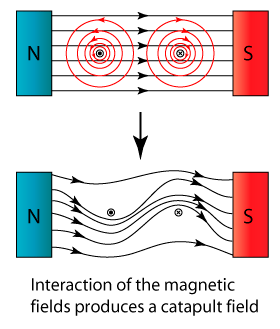 N S
N S
Interaction of the magnetic
fields produces a catapult field